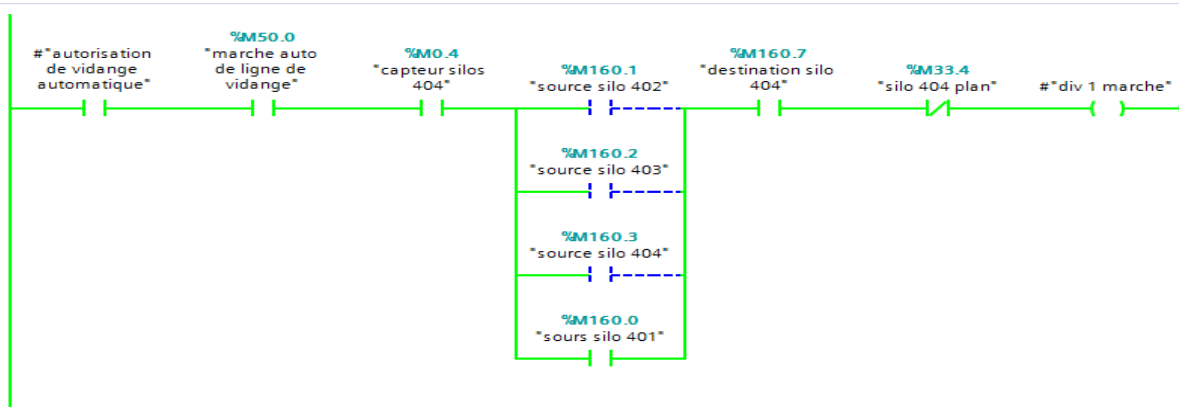 #"autorisation
de vidange
automatique"
%M50.0
"marche auto
de ligne de
vidange"
%M0.4
"capteur silos
404"
%M160.1
"source silo 402"
%M160.7
"destination silo
404"
%M33.4
"silo 404 plan"
#"div 1 marche"
%M160.2
"source silo 403"
%M160.3
"source silo 404"
%M160.0
"sours silo 401"